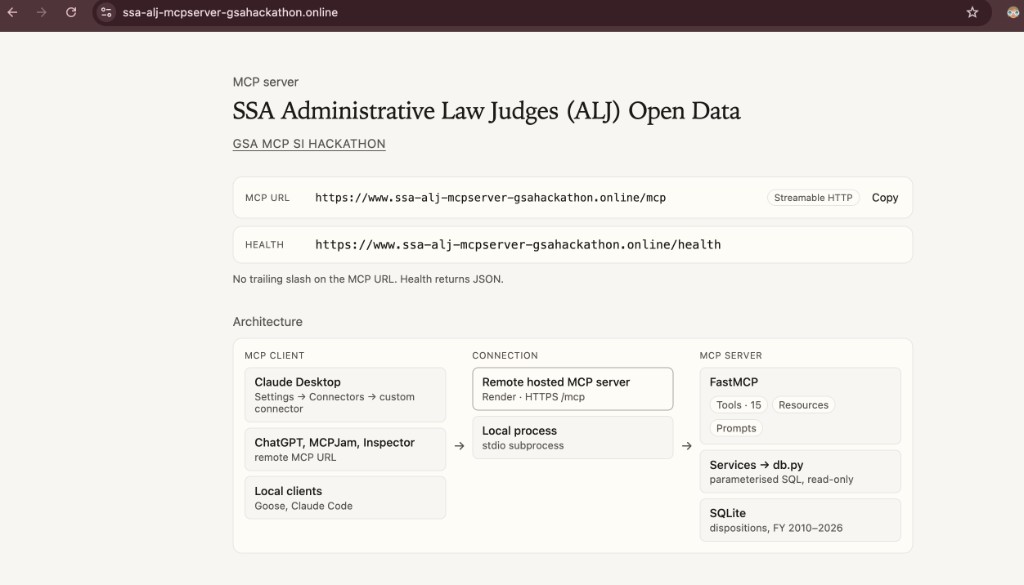 ssa-alj-mcpserver-gsahackathon.online
MCP server
SSA Administrative Law Judges (ALJ) Open Data
GSA MCP SI HACKATHON
MCP URL https://www.ssa-alj-mcpserver-gsahackathon.online/mcp Streamable HTTP Copy
HEALTH https://www.ssa-alj-mcpserver-gsahackathon.online/health
No trailing slash on the MCP URL. Health returns JSON.
Architecture
MCP CLIENT
Claude Desktop
Settings → Connectors → custom
connector
ChatGPT, MCPJam, Inspector
remote MCP URL
Local clients
Goose, Claude Code
→
CONNECTION
Remote hosted MCP server
Render · HTTPS /mcp
Local process
stdio subprocess
→
MCP SERVER
FastMCP
Tools · 15 Resources
Prompts
Services → db.py
parameterised SQL, read-only
SQLite
dispositions, FY 2010–2026